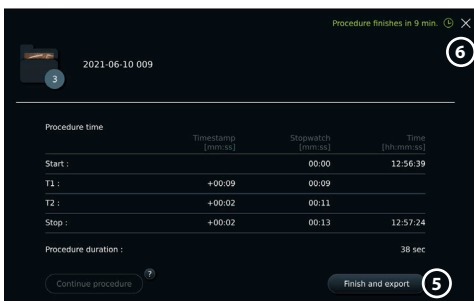 Procedure finishes in 9 min.
6
3
2021-06-10 009
Procedure time
Timestamp [mm:ss] Stopwatch [mm:ss] Time [hh:mm:ss]
Start : 00:00 12:56:39
T1 : +00:09 00:09
T2 : +00:02 00:11
Stop : +00:02 00:13 12:57:24
Procedure duration : 38 sec
Continue procedure ?
Finish and export 5